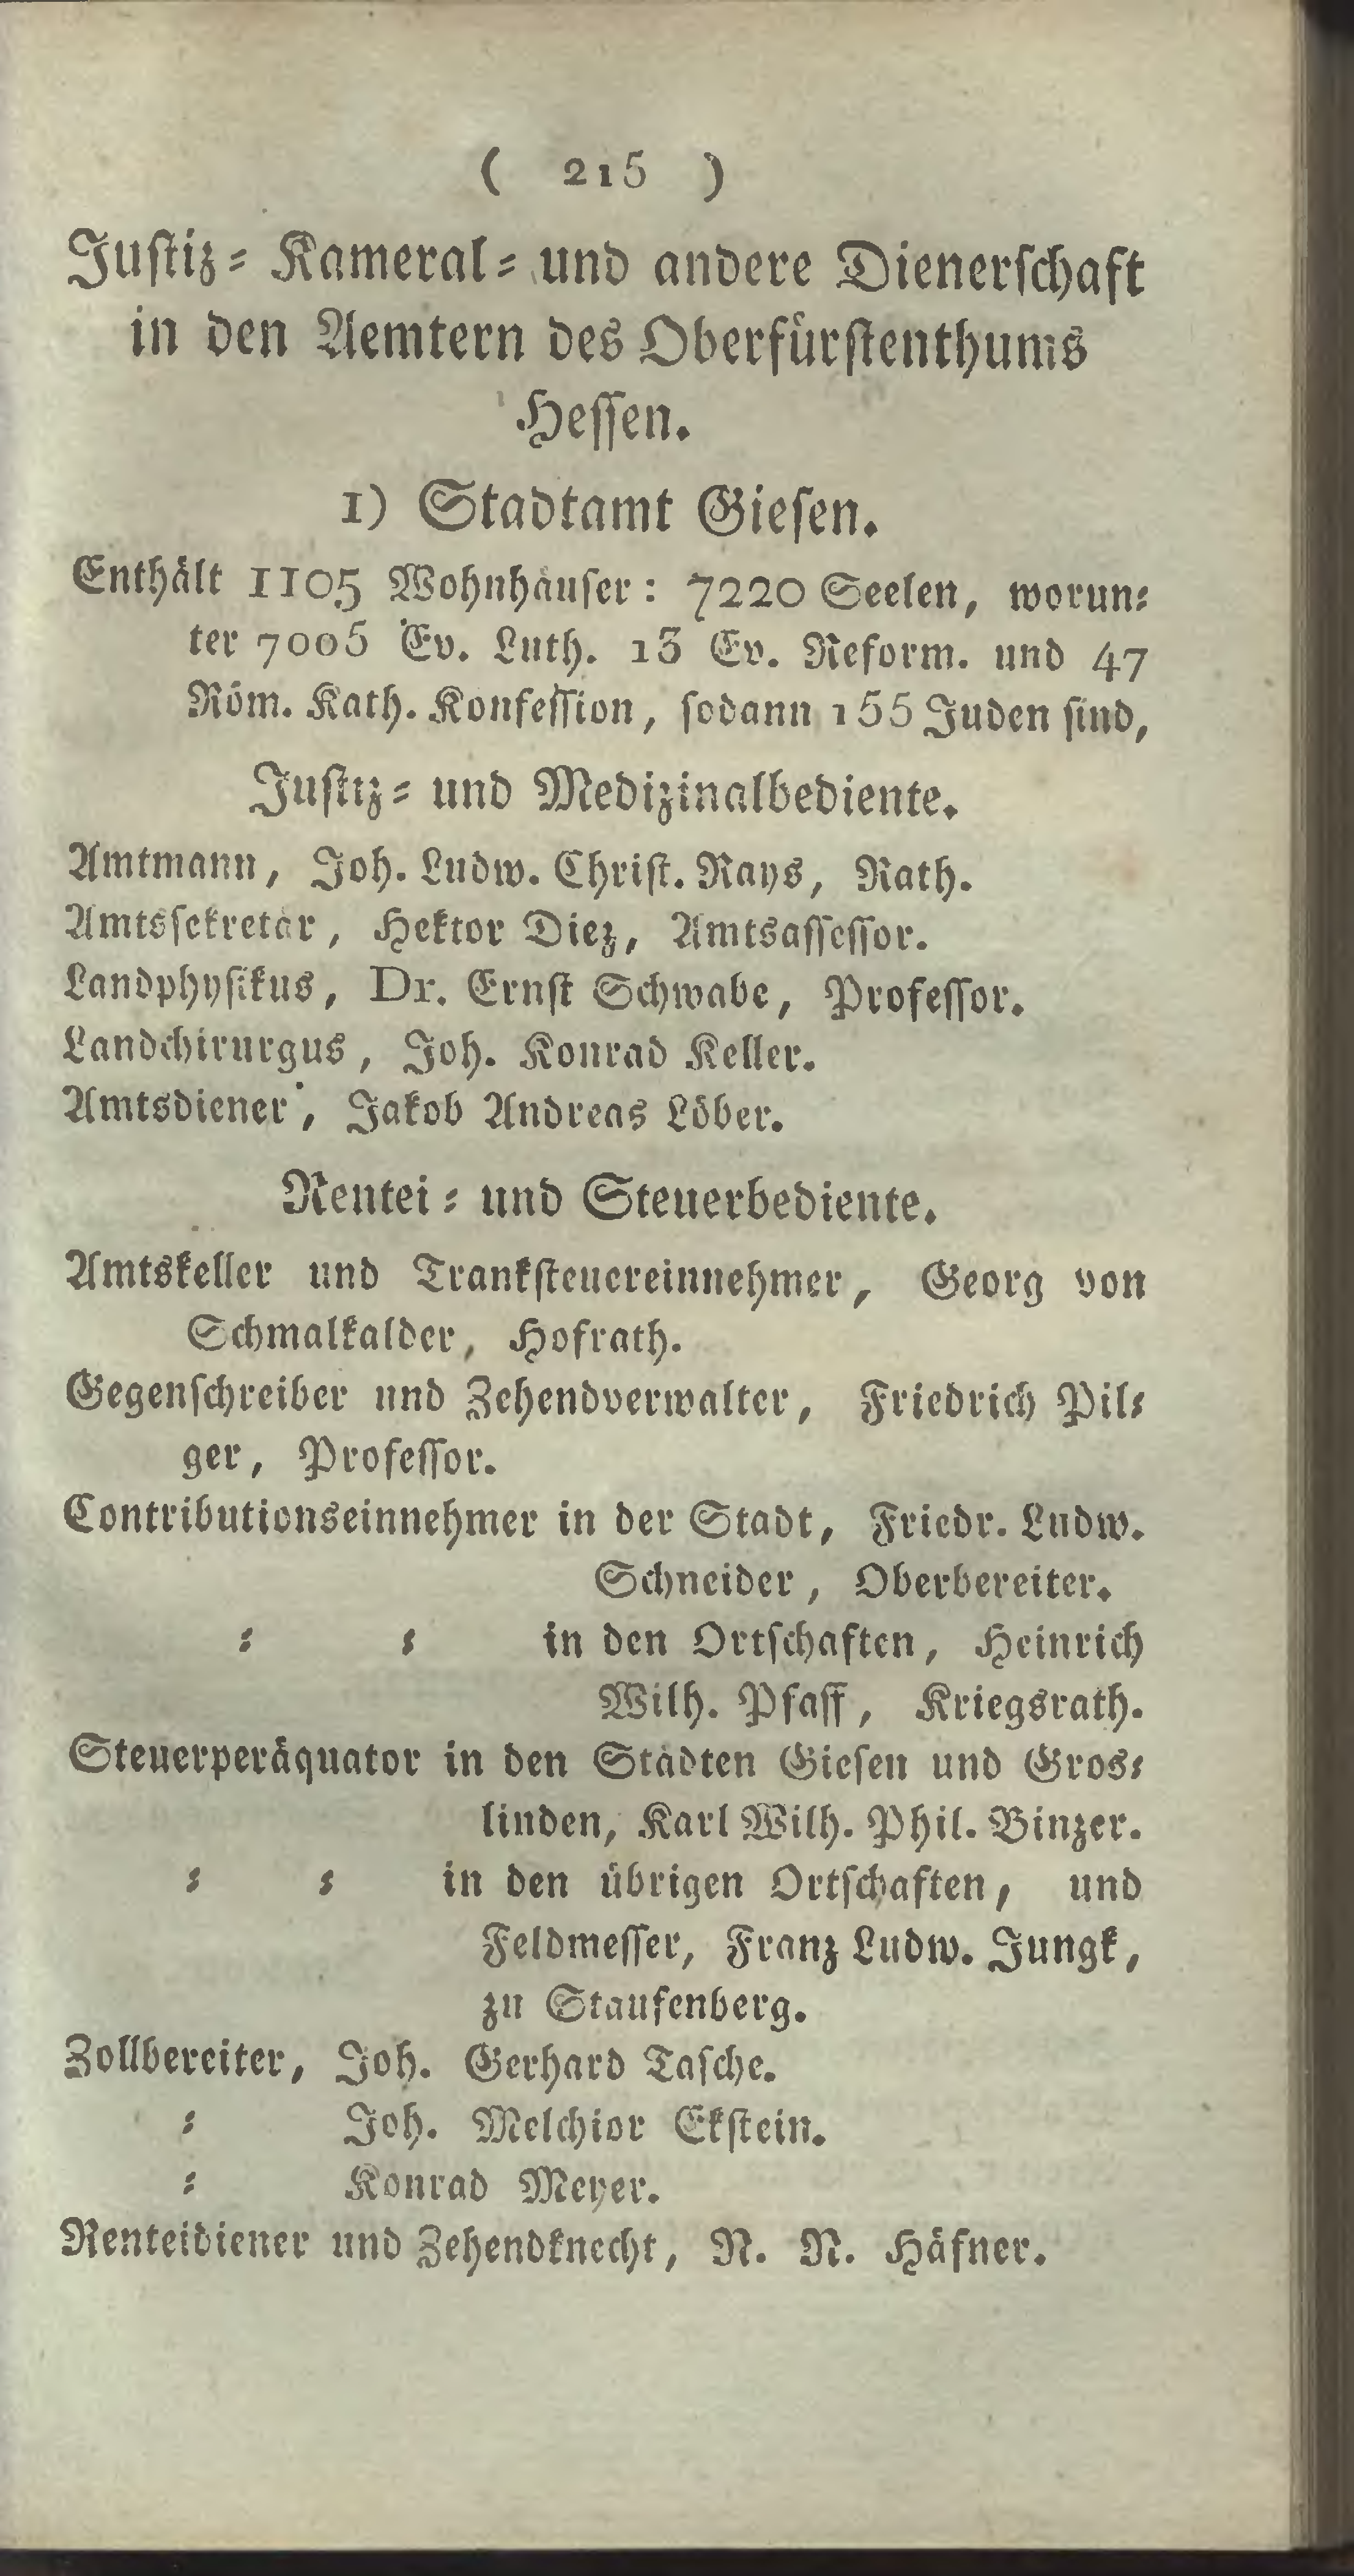 ( 215 )
Juſtiz⸗ Kameral⸗ und andere Dienerſchaft
in den Aemtern des Oberfürſtenthums
Heſſen.
1) Stadtamt Gieſen.
Enthält 1105 Wohnhäuſer: 7220 Seelen, worun⸗
ter 7005 Ev. Luth. 13 Ev. Reform. und 47
Röm. Kath. Konfeſſion, ſodann 155 Juden ſind,
Juſtiz⸗ und Medizinalbediente.
Amtmann, Joh. Ludw. Chriſt. Rays, Rath.
Amtsſekretär, Hektor Diez, Amtsaſſeſſor.
Landphyſikus, Dr. Ernſt Schwabe, Profeſſor.
Landchirurgus, Joh. Konrad Keller.
Amtsdiener, Jakob Andreas Löber.
Rentei⸗ und Steuerbediente.
Amtskeller und Trankſteuereinnehmer, Georg von
Schmalkalder, Hofrath.
Gegenſchreiber und Zehendverwalter, Friedrich Pil⸗
ger, Profeſſor.
Contributionseinnehmer in der Stadt, Friedr. Ludw.
Schneider, Oberbereiter.
⸗ ⸗ in den Ortſchaften, Heinrich
Wilh. Pfaff, Kriegsrath.
Steuerperäquator in den Städten Gieſen und Gros⸗
linden, Karl Wilh. Phil. Binzer.
⸗ ⸗ in den übrigen Ortſchaften, und
Feldmeſſer, Franz Ludw. Jungk,
zu Staufenberg.
Zollbereiter, Joh. Gerhard Taſche.
⸗ Joh. Melchior Ekſtein.
⸗ Konrad Meyer.
Renteidiener und Zehendknecht, N. N. Häfner.